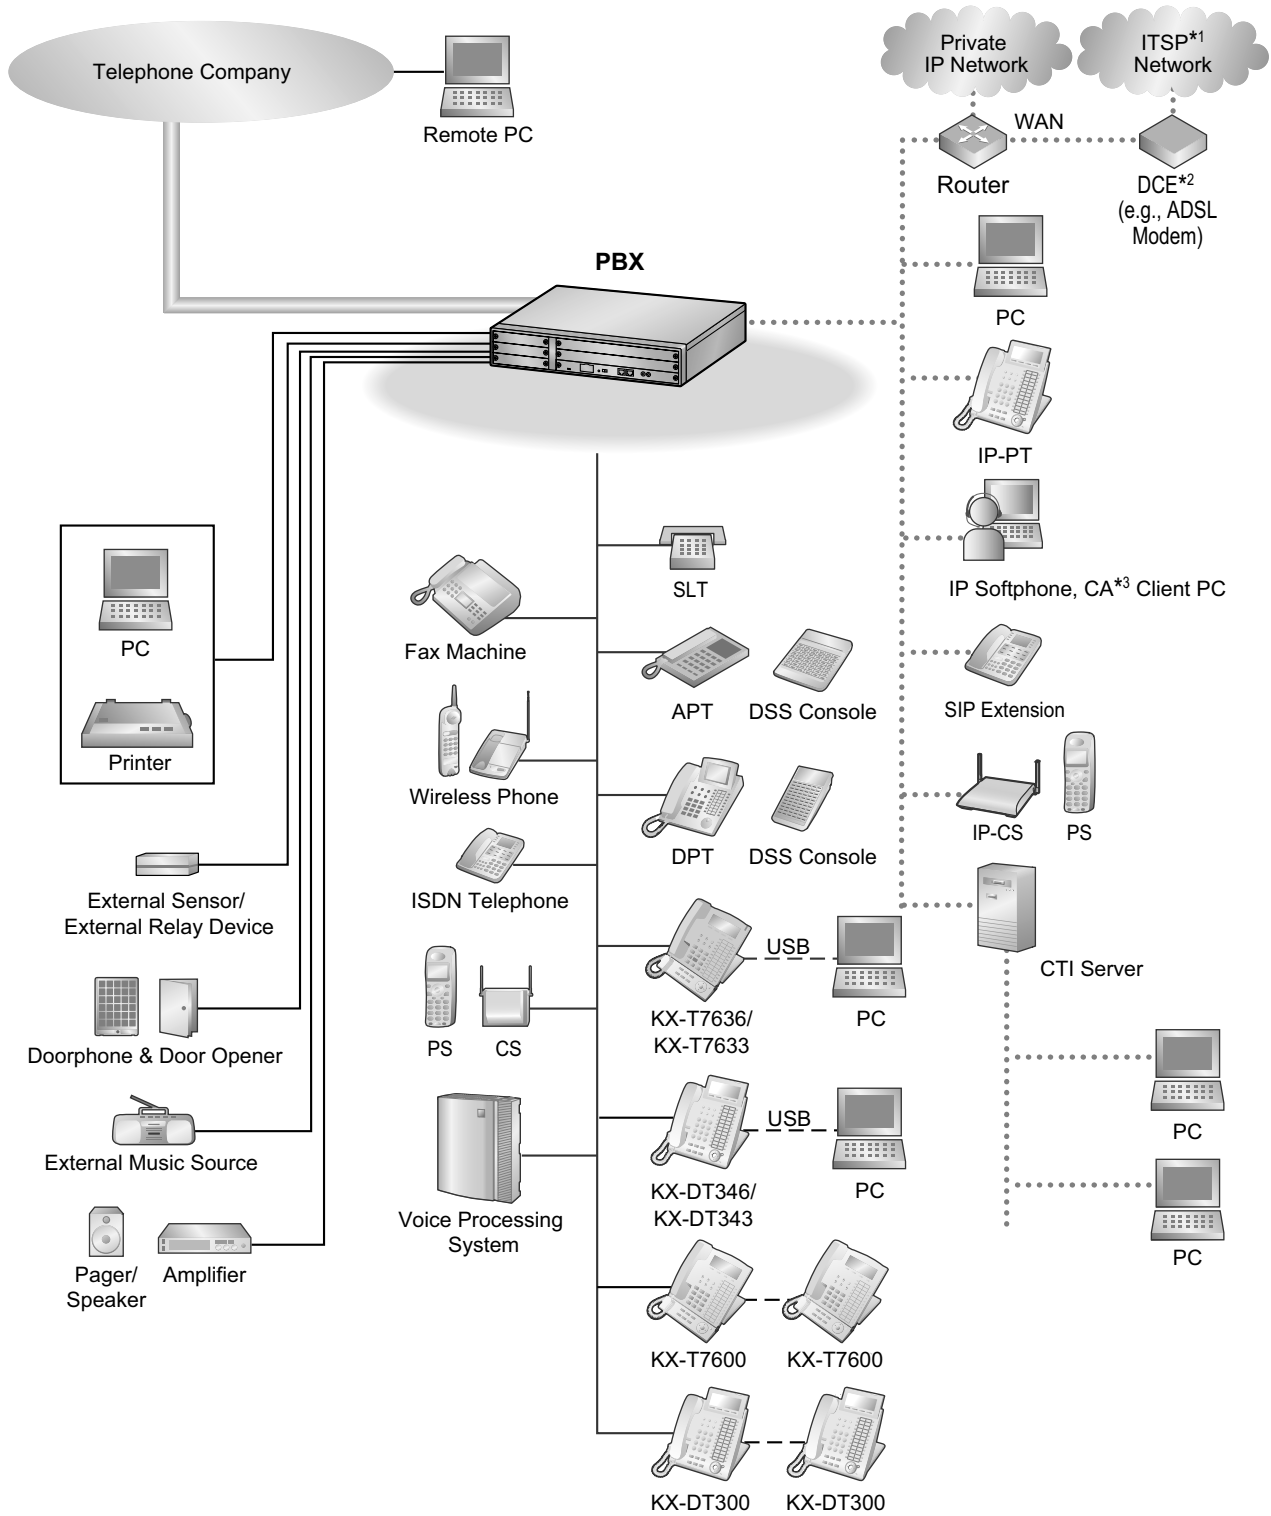 Telephone Company
Remote PC
Private
IP Network
ITSP*1
Network
WAN
Router
DCE*2
(e.g., ADSL
Modem)
PBX
PC
IP-PT
IP Softphone, CA*3 Client PC
SIP Extension
IP-CS
PS
CTI Server
PC
PC
PC
Printer
External Sensor/
External Relay Device
Doorphone & Door Opener
External Music Source
Pager/
Speaker
Amplifier
Fax Machine
Wireless Phone
ISDN Telephone
PS
CS
Voice Processing
System
SLT
APT
DSS Console
DPT
DSS Console
USB
KX-T7636/
KX-T7633
PC
USB
KX-DT346/
KX-DT343
PC
KX-T7600
KX-T7600
KX-DT300
KX-DT300